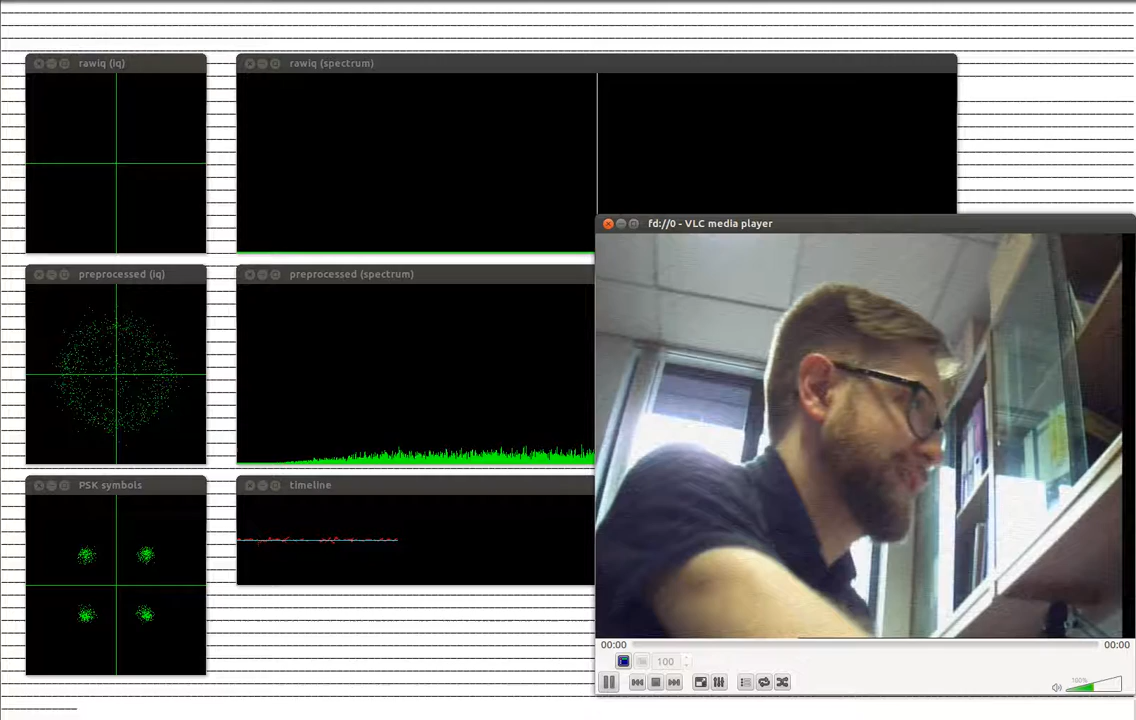 rawiq (iq)
rawiq (spectrum)
fd://0 - VLC media player
preprocessed (iq)
preprocessed (spectrum)
PSK symbols
timeline
00:00
00:00
100
100%